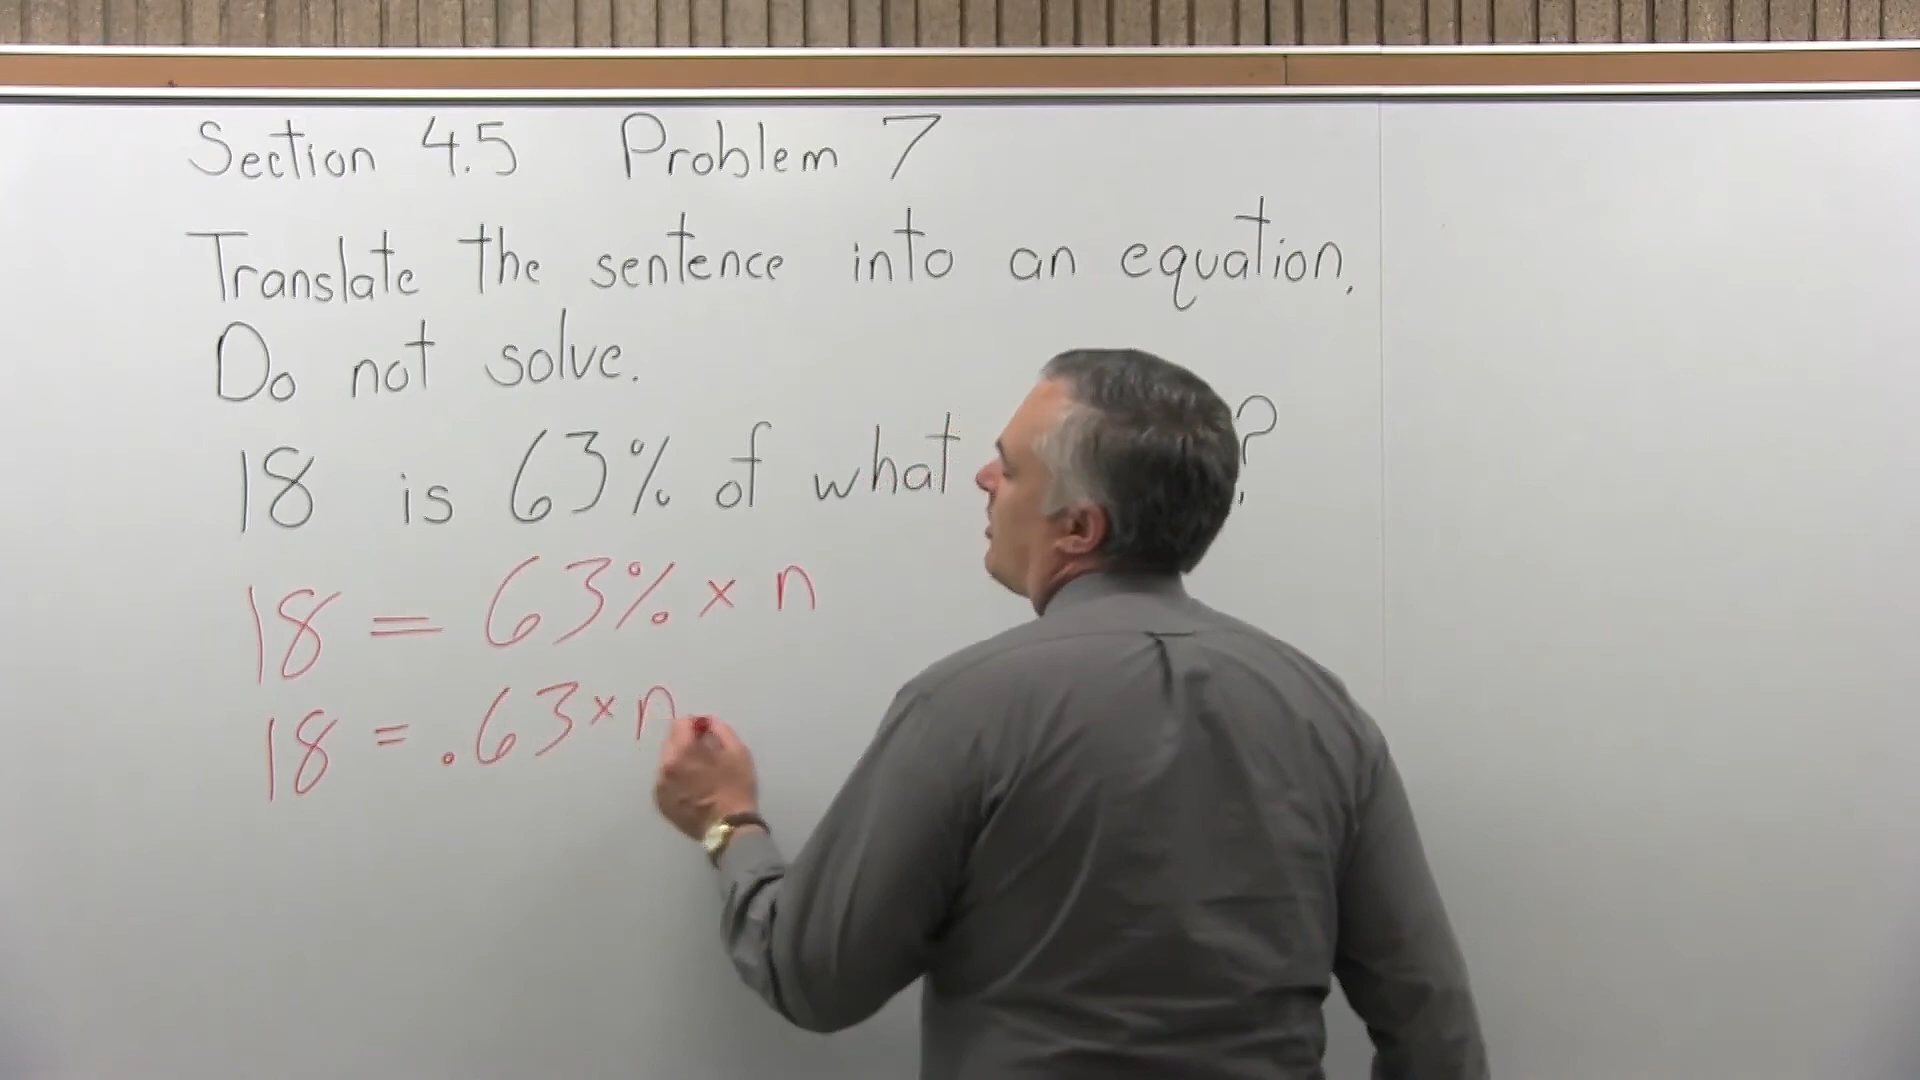 Section 4.5 Problem 7
Translate the sentence into an equation.
Do not solve.
18 is 63% of what ?
18 = 63% × n
18 = .63 × n